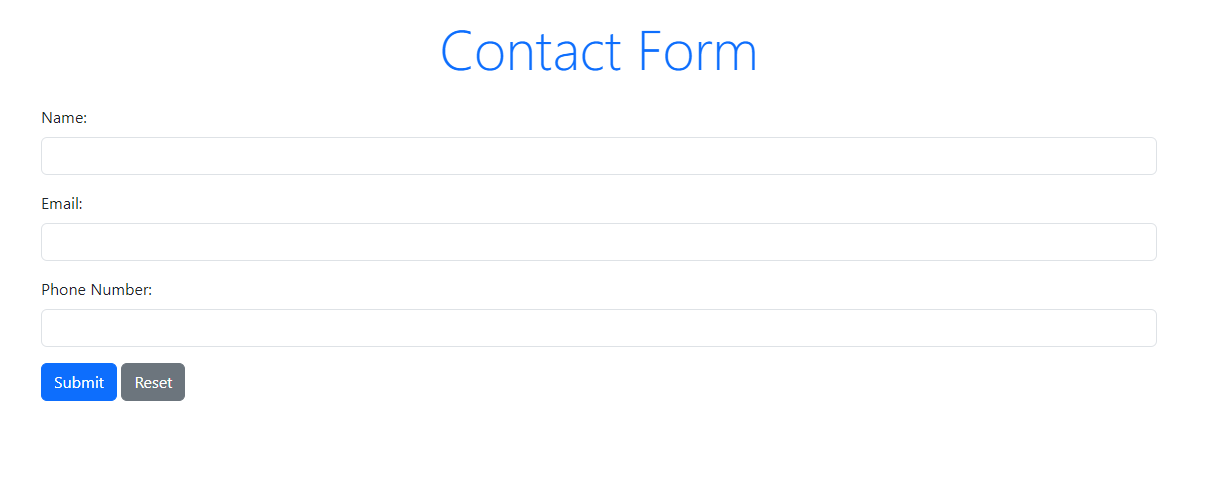 Contact Form
Name:
Email:
Phone Number:
Submit Reset